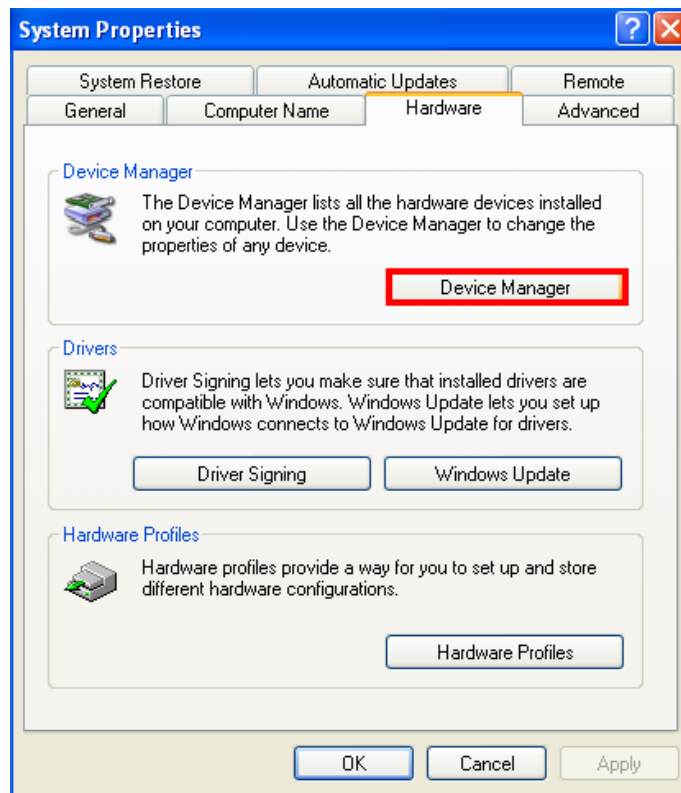 System Properties
System Restore Automatic Updates Remote
General Computer Name Hardware Advanced
Device Manager
The Device Manager lists all the hardware devices installed
on your computer. Use the Device Manager to change the
properties of any device.
Device Manager
Drivers
Driver Signing lets you make sure that installed drivers are
compatible with Windows. Windows Update lets you set up
how Windows connects to Windows Update for drivers.
Driver Signing Windows Update
Hardware Profiles
Hardware profiles provide a way for you to set up and store
different hardware configurations.
Hardware Profiles
OK Cancel Apply